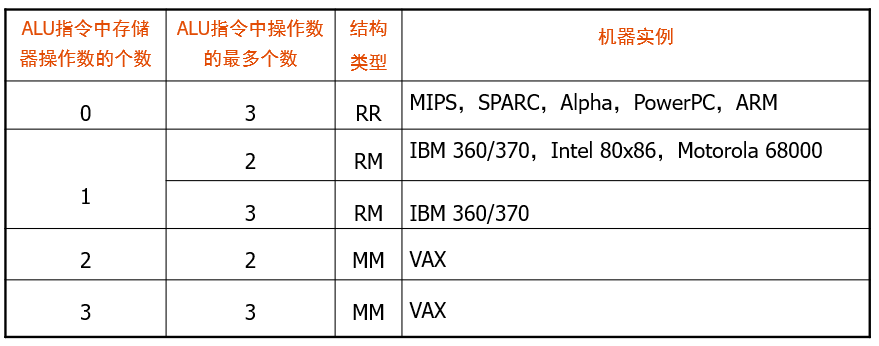 ALU指令中存储器操作数的个数 ALU指令中操作数的最多个数 结构类型 机器实例
0 3 RR MIPS，SPARC，Alpha，PowerPC，ARM
1 2 RM IBM 360/370，Intel 80x86，Motorola 68000
3 RM IBM 360/370
2 2 MM VAX
3 3 MM VAX